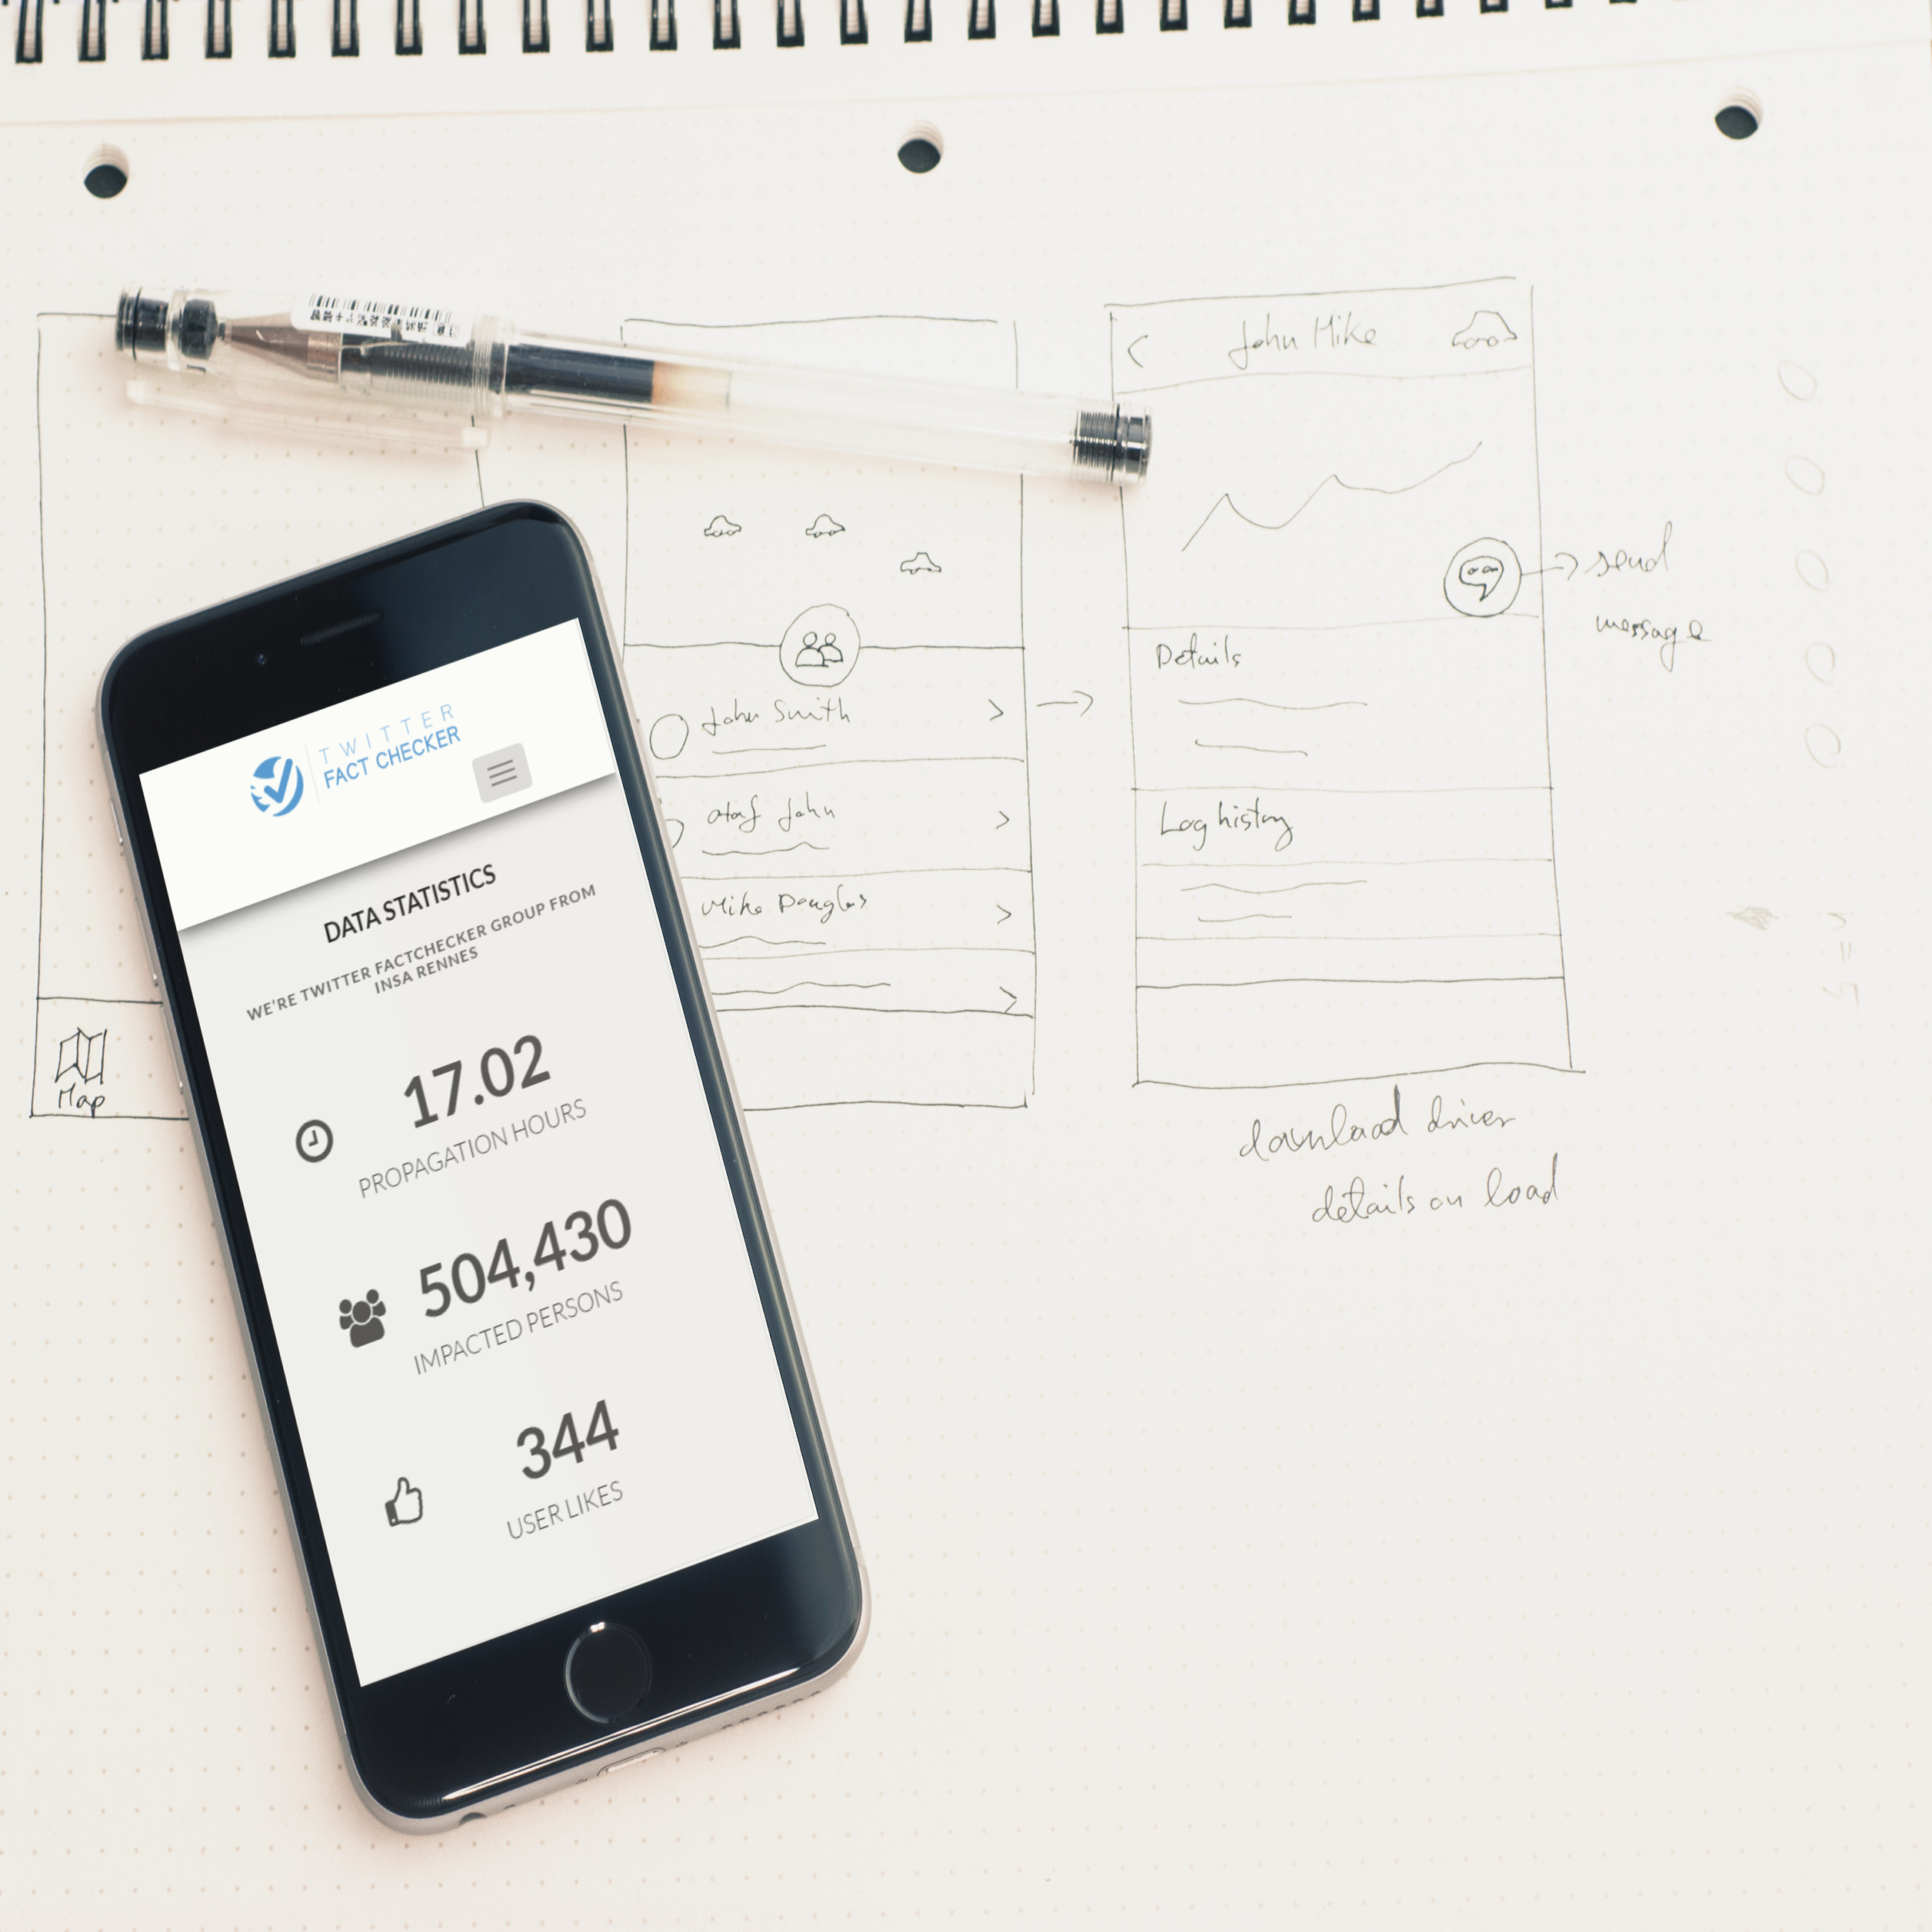 TWITTER
FACT CHECKER
DATA STATISTICS
WE'RE TWITTER FACTCHECKER GROUP FROM
INSA RENNES
17.02
PROPAGATION HOURS
504,430
IMPACTED PERSONS
344
USER LIKES
Map
John Smith
John
Mike Douglas
John Mike
send
message
Details
Log history
download driver
details on load